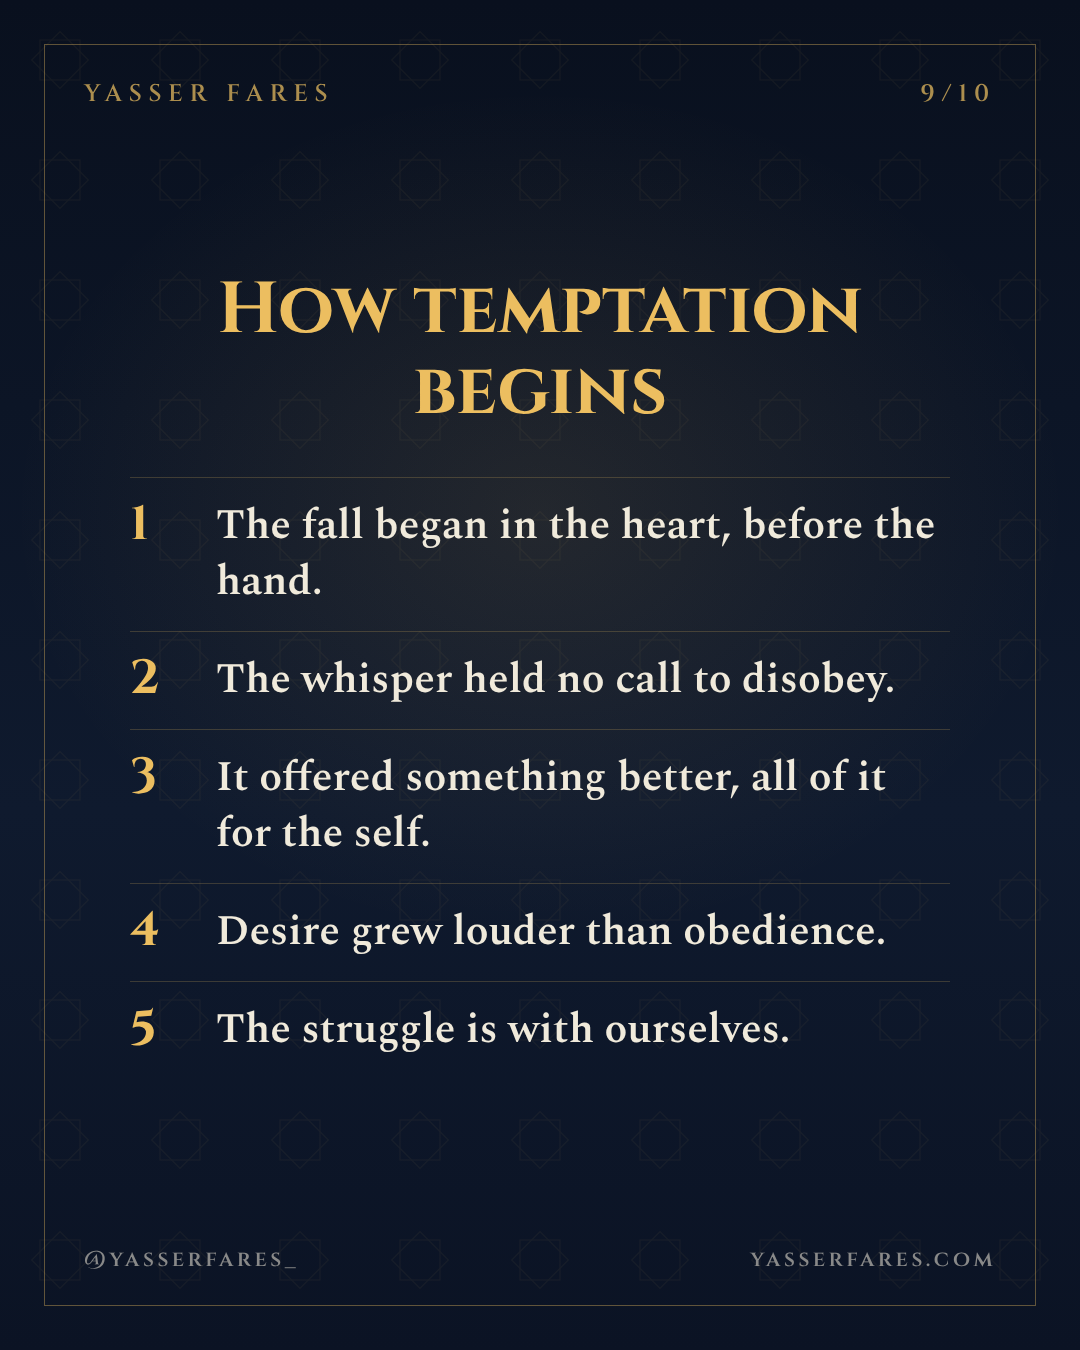 YASSER FARES
9/10
How temptation
begins
1 The fall began in the heart, before the
hand.
2 The whisper held no call to disobey.
3 It offered something better, all of it
for the self.
4 Desire grew louder than obedience.
5 The struggle is with ourselves.
@YASSERFARES_
YASSERFARES.COM